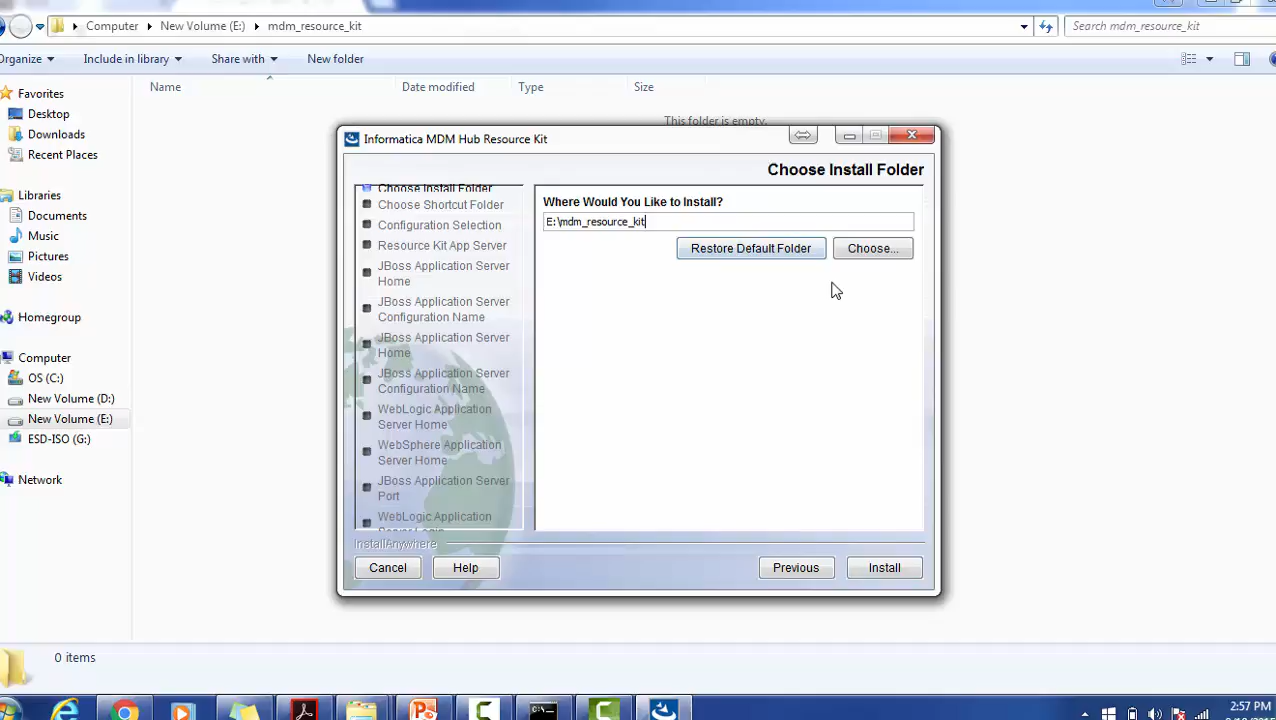 Computer New Volume (E:) mdm_resource_kit
Search mdm_resource_kit
Organize Include in library Share with New folder
Name Date modified Type Size
Favorites
Desktop
Downloads
Recent Places
Libraries
Documents
Music
Pictures
Videos
Homegroup
Computer
OS (C:)
New Volume (D:)
New Volume (E:)
ESD-ISO (G:)
Network
This folder is empty.
Informatica MDM Hub Resource Kit
Choose Install Folder
Choose Install Folder
Choose Shortcut Folder
Configuration Selection
Resource Kit App Server
JBoss Application Server
Home
JBoss Application Server
Configuration Name
JBoss Application Server
Home
JBoss Application Server
Configuration Name
WebLogic Application
Server Home
WebSphere Application
Server Home
JBoss Application Server
Port
WebLogic Application
Server Login
Where Would You Like to Install?
E:\mdm_resource_kit
Restore Default Folder Choose...
InstallAnywhere
Cancel Help Previous Install
0 items
2:57 PM